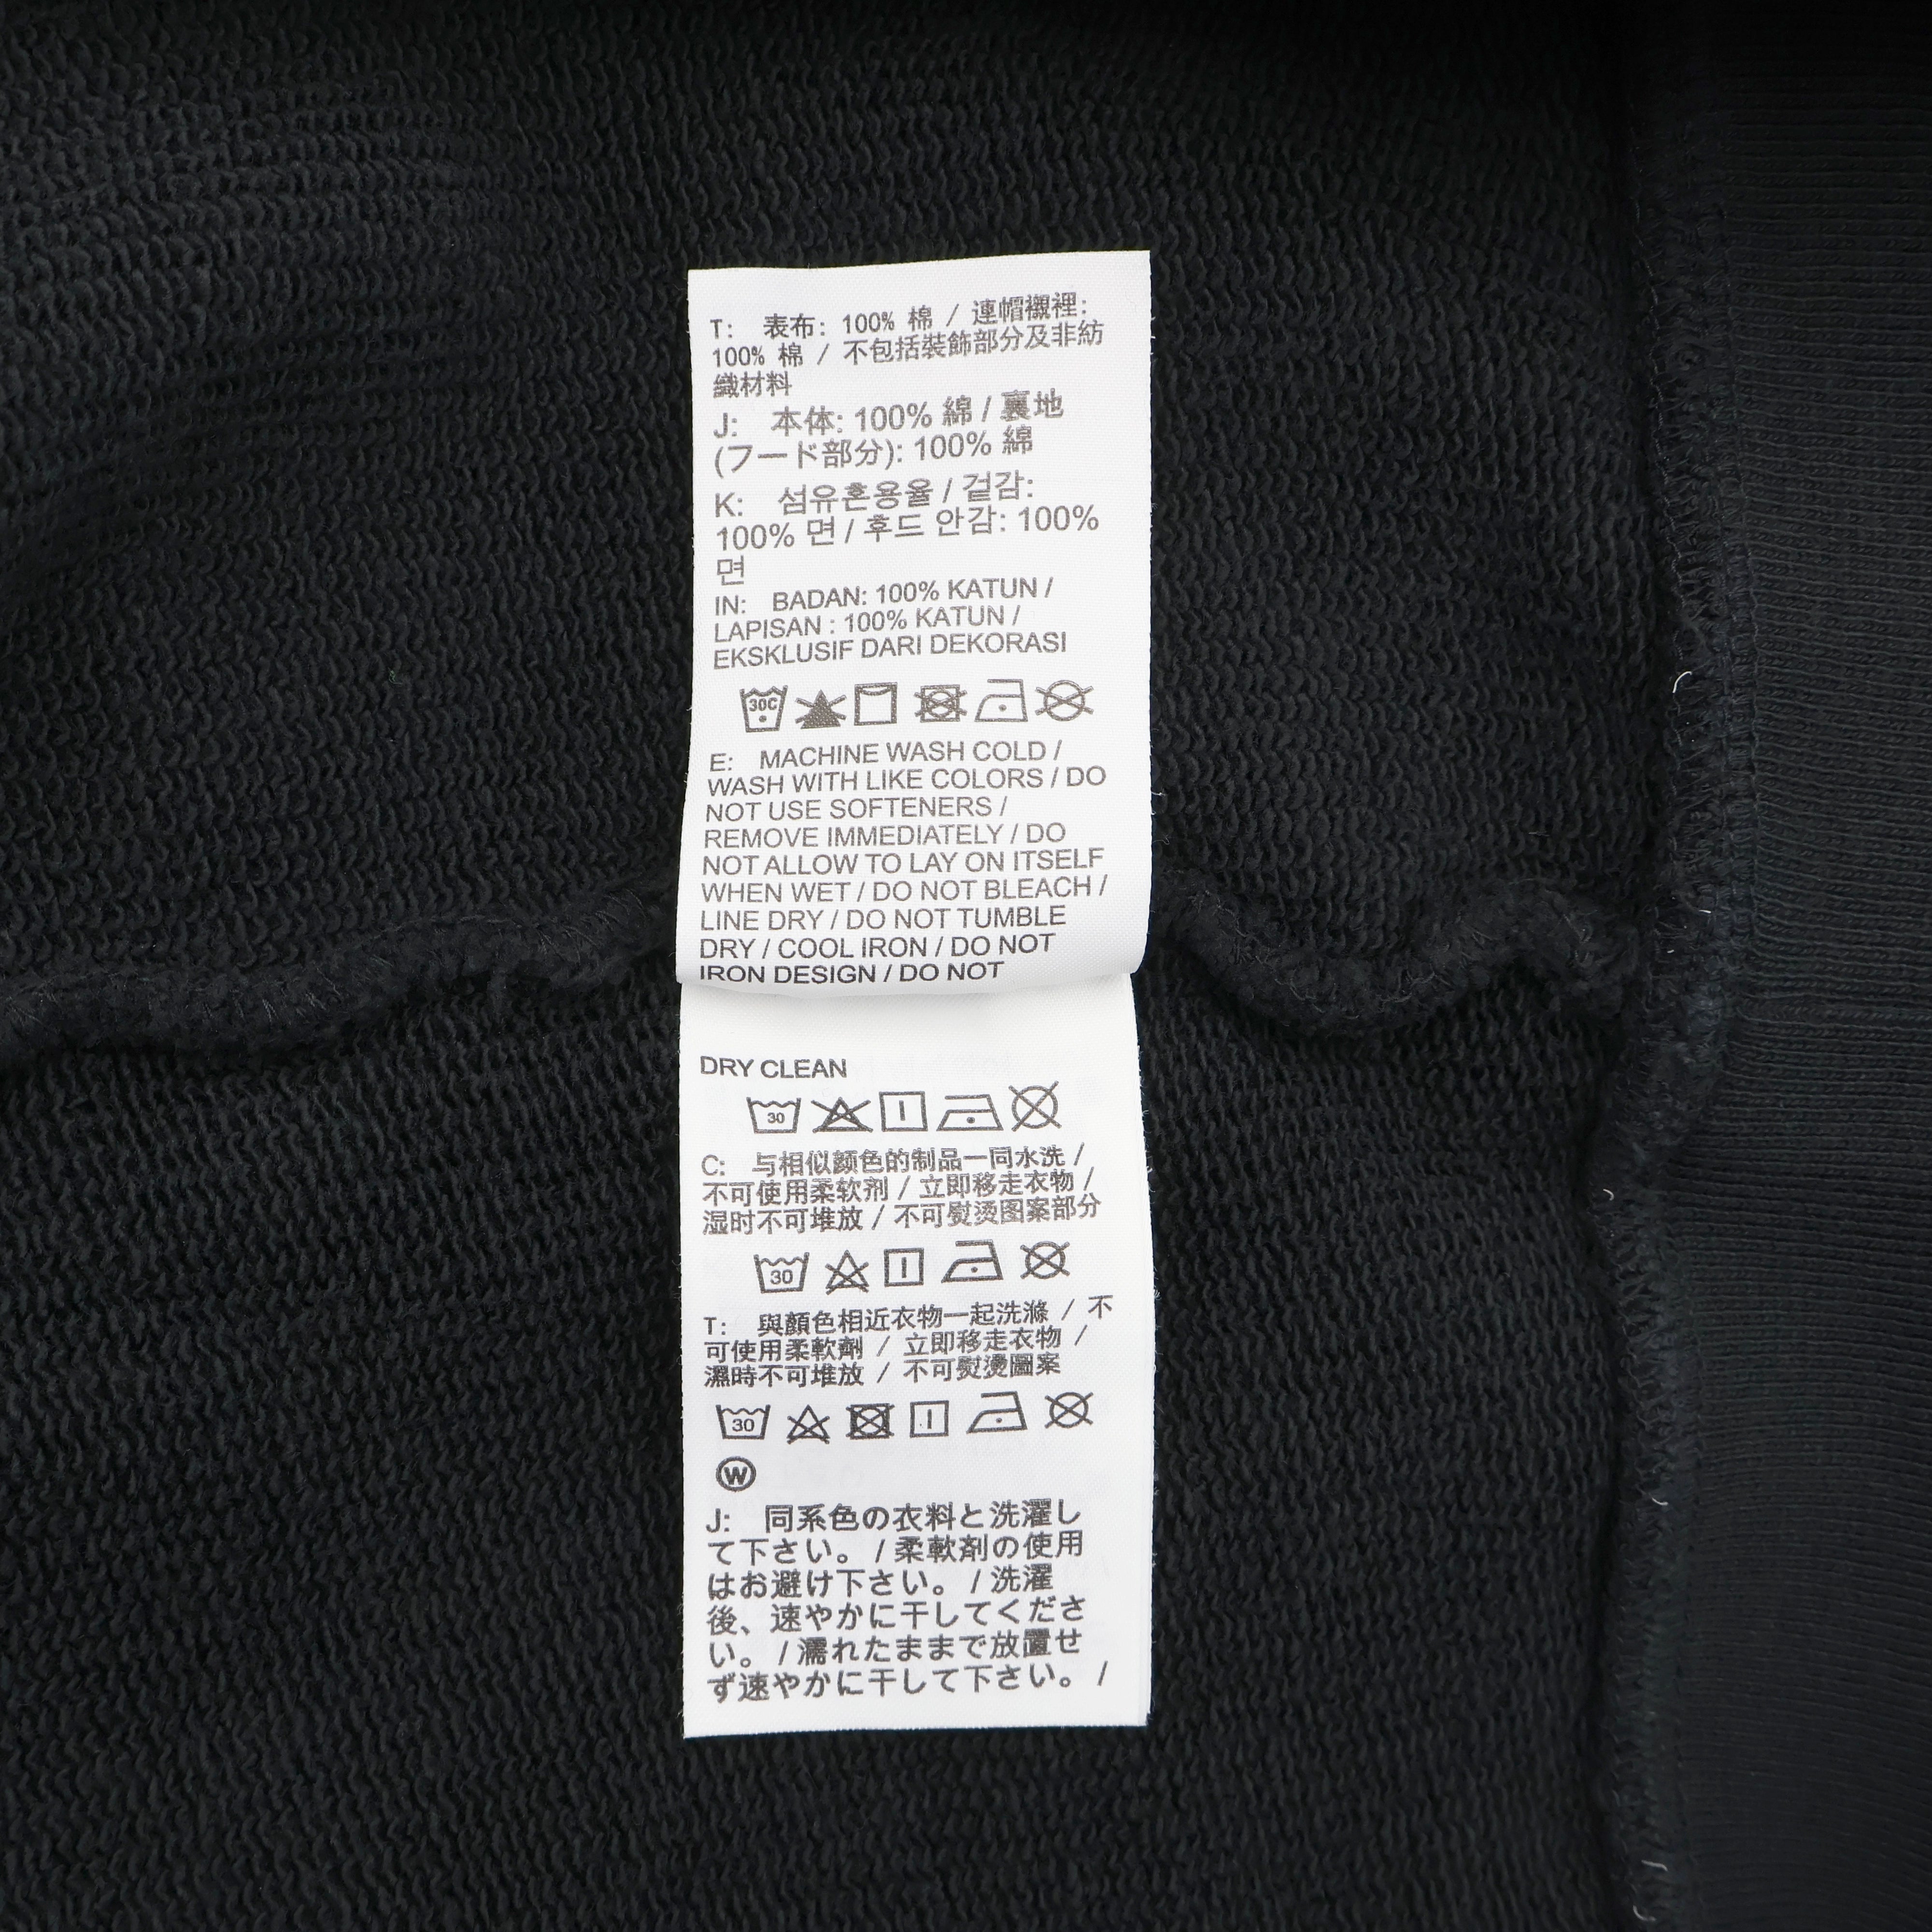 T: 表布: 100% 棉 / 連帽襯裡:
100% 棉 / 不包括裝飾部分及非紡
織材料
J: 本体: 100% 綿 / 裏地
(フード部分): 100% 綿
K: 섬유혼용율 / 겉감:
100% 면 / 후드 안감: 100%
면
IN: BADAN: 100% KATUN /
LAPISAN : 100% KATUN /
EKSKLUSIF DARI DEKORASI
30C
E: MACHINE WASH COLD /
WASH WITH LIKE COLORS / DO
NOT USE SOFTENERS /
REMOVE IMMEDIATELY / DO
NOT ALLOW TO LAY ON ITSELF
WHEN WET / DO NOT BLEACH /
LINE DRY / DO NOT TUMBLE
DRY / COOL IRON / DO NOT
IRON DESIGN / DO NOT
DRY CLEAN
30
C: 与相似颜色的制品一同水洗 /
不可使用柔软剂 / 立即移走衣物 /
湿时不可堆放 / 不可熨烫图案部分
30
T: 與顏色相近衣物一起洗滌 / 不
可使用柔軟劑 / 立即移走衣物 /
濕時不可堆放 / 不可熨燙圖案
30
W
J: 同系色の衣料と洗濯し
て下さい。 / 柔軟剤の使用
はお避け下さい。 / 洗濯
後、速やかに干してくださ
い。 / 濡れたままで放置せ
ず速やかに干して下さい。 /